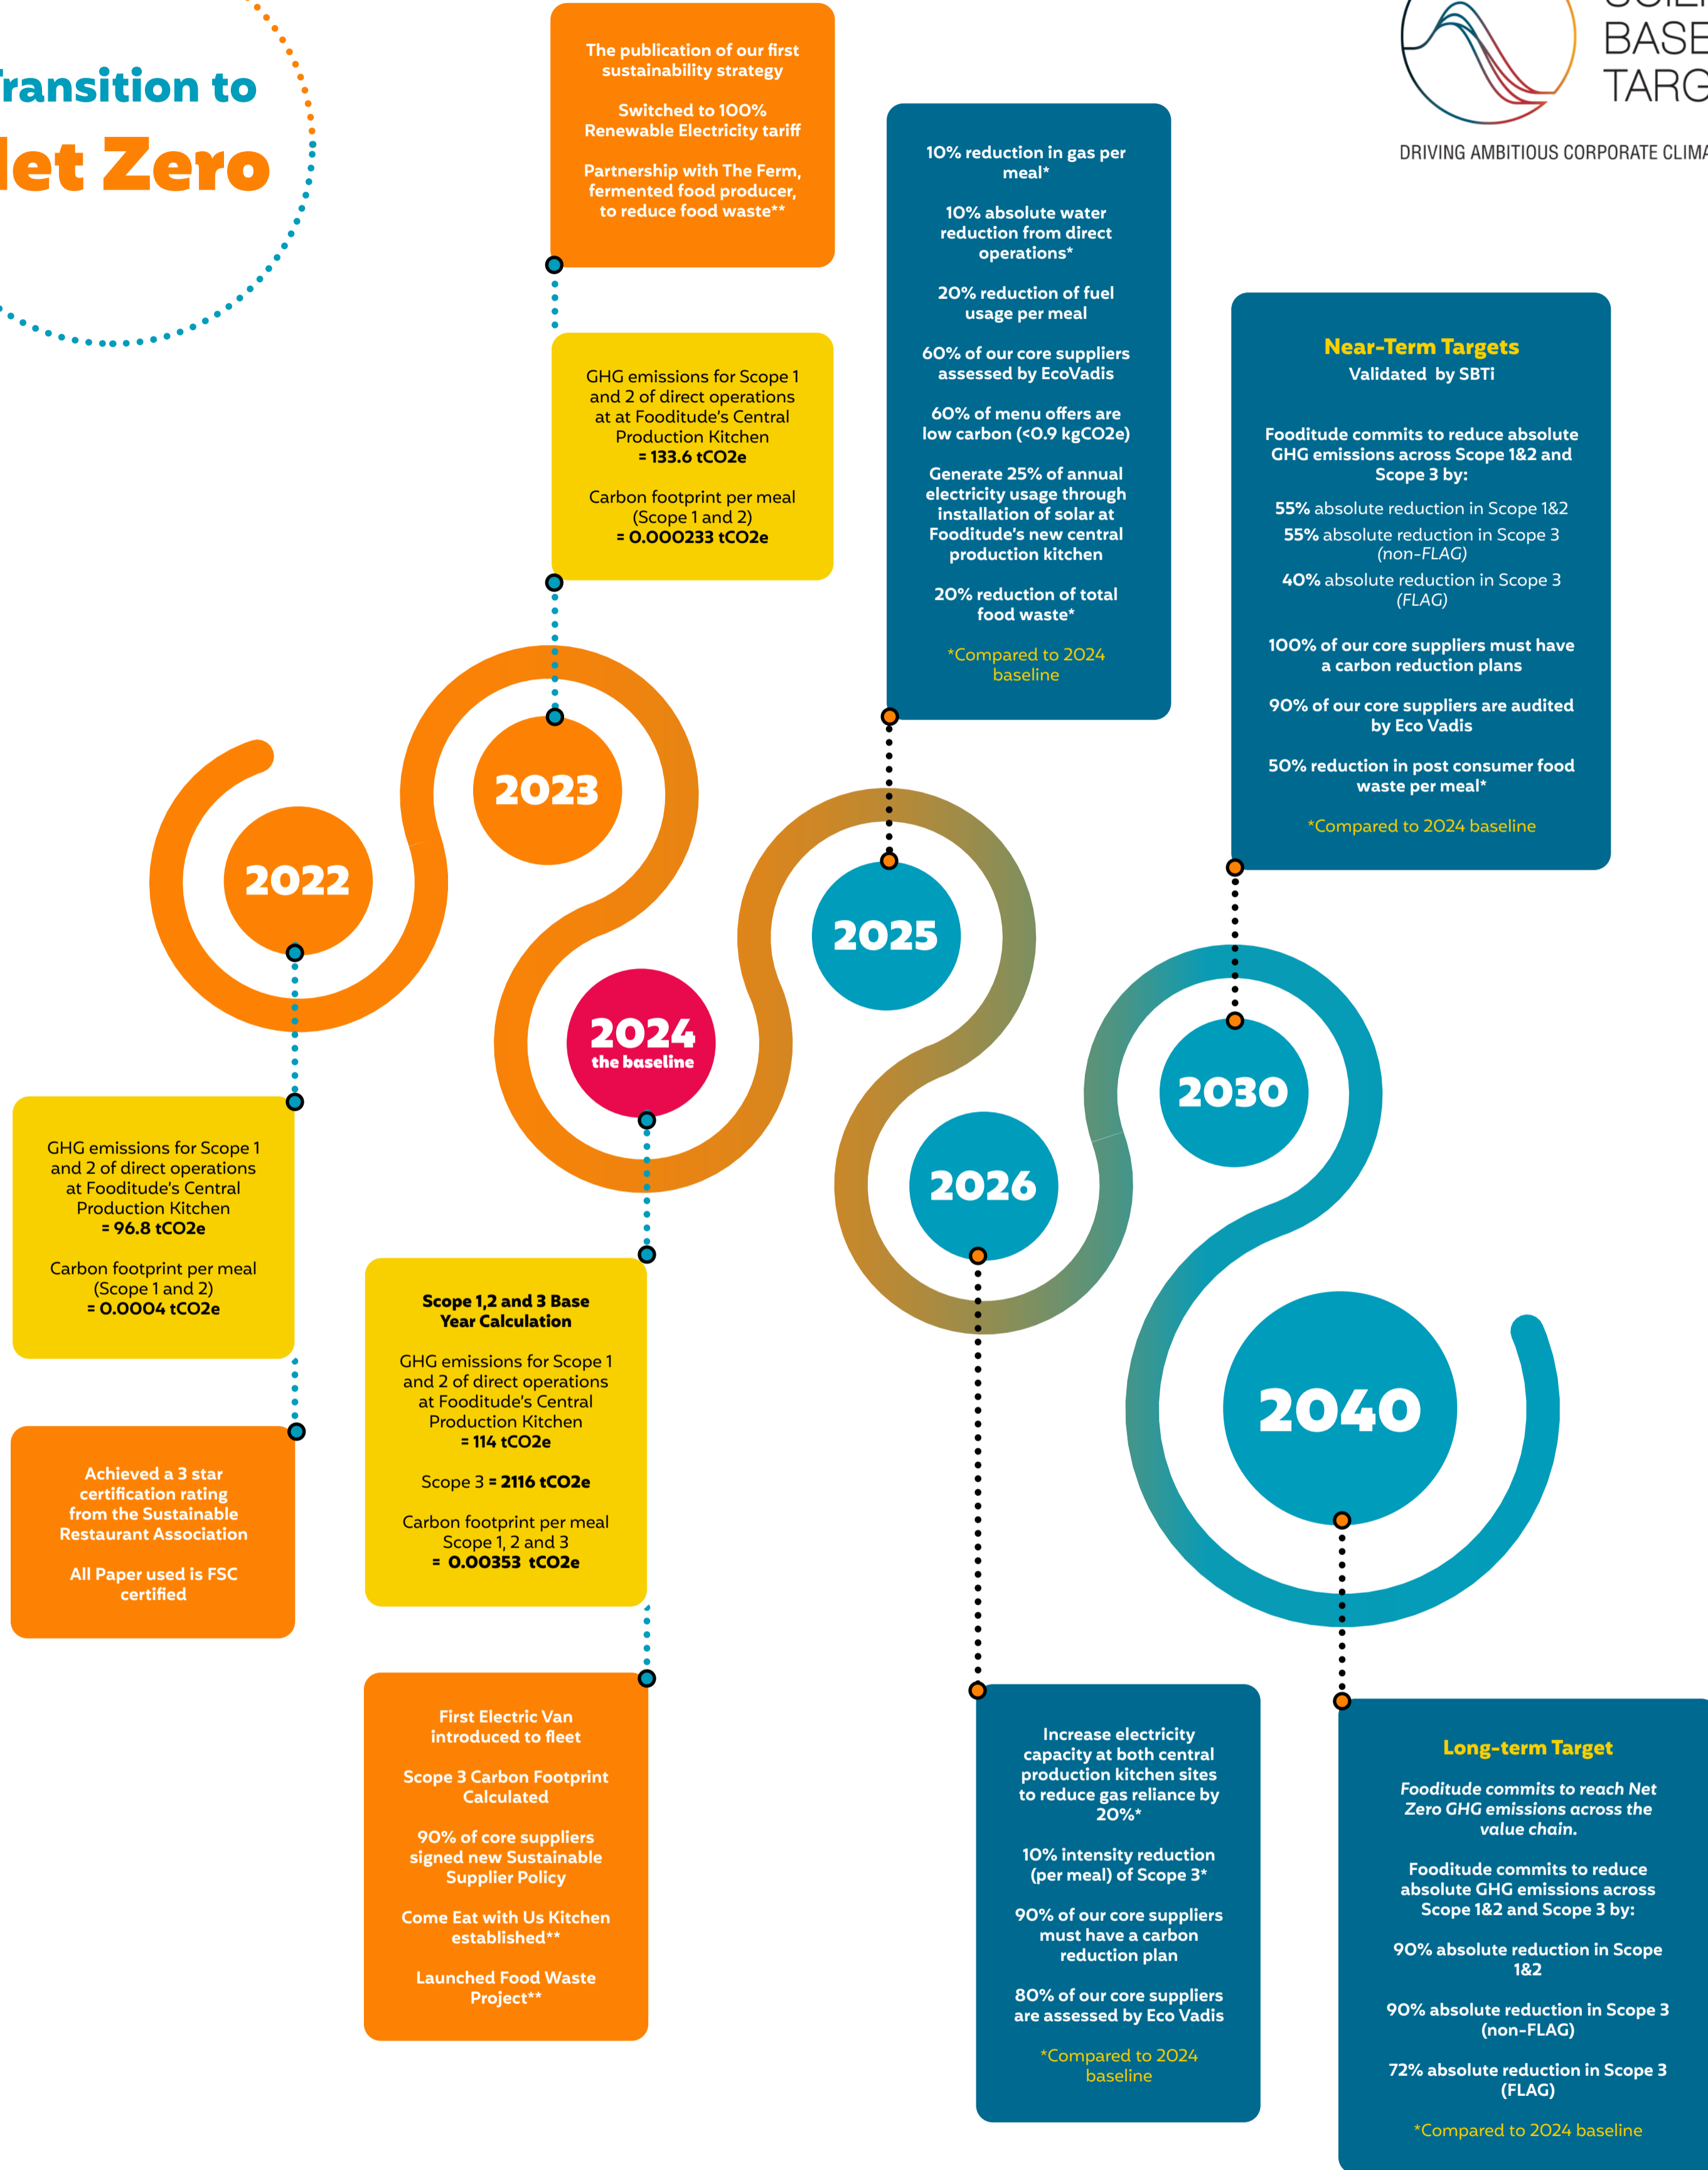 ransition to
et Zero
BASE
TARG
DRIVING AMBITIOUS CORPORATE CLIMA
The publication of our first
sustainability strategy
Switched to 100%
Renewable Electricity tariff
Partnership with The Ferm,
fermented food producer,
to reduce food waste**
GHG emissions for Scope 1
and 2 of direct operations
at at Fooditude's Central
Production Kitchen
= 133.6 tCO2e
Carbon footprint per meal
(Scope 1 and 2)
= 0.000233 tCO2e
10% reduction in gas per
meal*
10% absolute water
reduction from direct
operations*
20% reduction of fuel
usage per meal
60% of our core suppliers
assessed by EcoVadis
60% of menu offers are
low carbon (<0.9 kgCO2e)
Generate 25% of annual
electricity usage through
installation of solar at
Fooditude's new central
production kitchen
20% reduction of total
food waste*
*Compared to 2024
baseline
Near-Term Targets
Validated by SBTi
Fooditude commits to reduce absolute
GHG emissions across Scope 1&2 and
Scope 3 by:
55% absolute reduction in Scope 1&2
55% absolute reduction in Scope 3
(non-FLAG)
40% absolute reduction in Scope 3
(FLAG)
100% of our core suppliers must have
a carbon reduction plans
90% of our core suppliers are audited
by Eco Vadis
50% reduction in post consumer food
waste per meal*
*Compared to 2024 baseline
2022
2023
2024
the baseline
2025
2026
2030
2040
GHG emissions for Scope 1
and 2 of direct operations
at Fooditude's Central
Production Kitchen
= 96.8 tCO2e
Carbon footprint per meal
(Scope 1 and 2)
= 0.0004 tCO2e
Achieved a 3 star
certification rating
from the Sustainable
Restaurant Association
All Paper used is FSC
certified
Scope 1,2 and 3 Base
Year Calculation
GHG emissions for Scope 1
and 2 of direct operations
at Fooditude's Central
Production Kitchen
= 114 tCO2e
Scope 3 = 2116 tCO2e
Carbon footprint per meal
Scope 1, 2 and 3
= 0.00353 tCO2e
First Electric Van
introduced to fleet
Scope 3 Carbon Footprint
Calculated
90% of core suppliers
signed new Sustainable
Supplier Policy
Come Eat with Us Kitchen
established**
Launched Food Waste
Project**
Increase electricity
capacity at both central
production kitchen sites
to reduce gas reliance by
20%*
10% intensity reduction
(per meal) of Scope 3*
90% of our core suppliers
must have a carbon
reduction plan
80% of our core suppliers
are assessed by Eco Vadis
*Compared to 2024
baseline
Long-term Target
Fooditude commits to reach Net
Zero GHG emissions across the
value chain.
Fooditude commits to reduce
absolute GHG emissions across
Scope 1&2 and Scope 3 by:
90% absolute reduction in Scope
1&2
90% absolute reduction in Scope 3
(non-FLAG)
72% absolute reduction in Scope 3
(FLAG)
*Compared to 2024 baseline